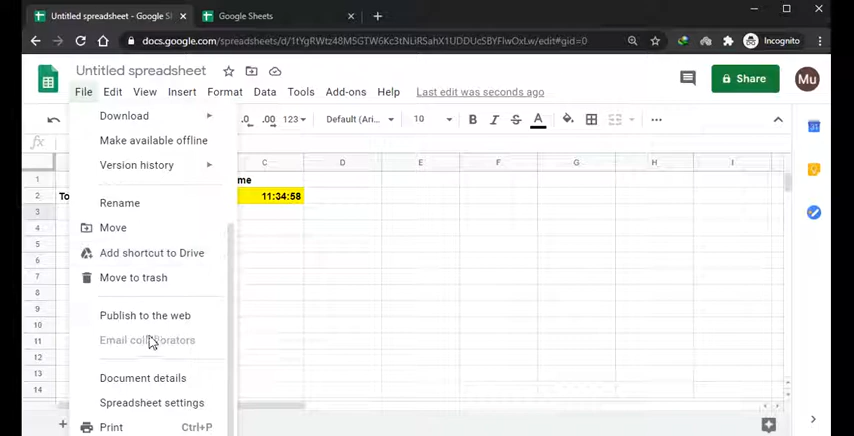 Untitled spreadsheet - Google S
Google Sheets
docs.google.com/spreadsheets/d/1tYgRWtz48M5GTW6Kc3tNLiRSahX1UDDUcSBYFlwOxLw/edit#gid=0
Incognito
Untitled spreadsheet
File Edit View Insert Format Data Tools Add-ons Help Last edit was seconds ago
Share
Mu
.0 .00 123 Default (Ari... 10 B I S A
fx
C D E F G H I
1 me
2 To 11:34:58
3
4
5
6
7
8
9
10
11
12
13
14
Download
Make available offline
Version history
Rename
Move
Add shortcut to Drive
Move to trash
Publish to the web
Email collaborators
Document details
Spreadsheet settings
Print Ctrl+P